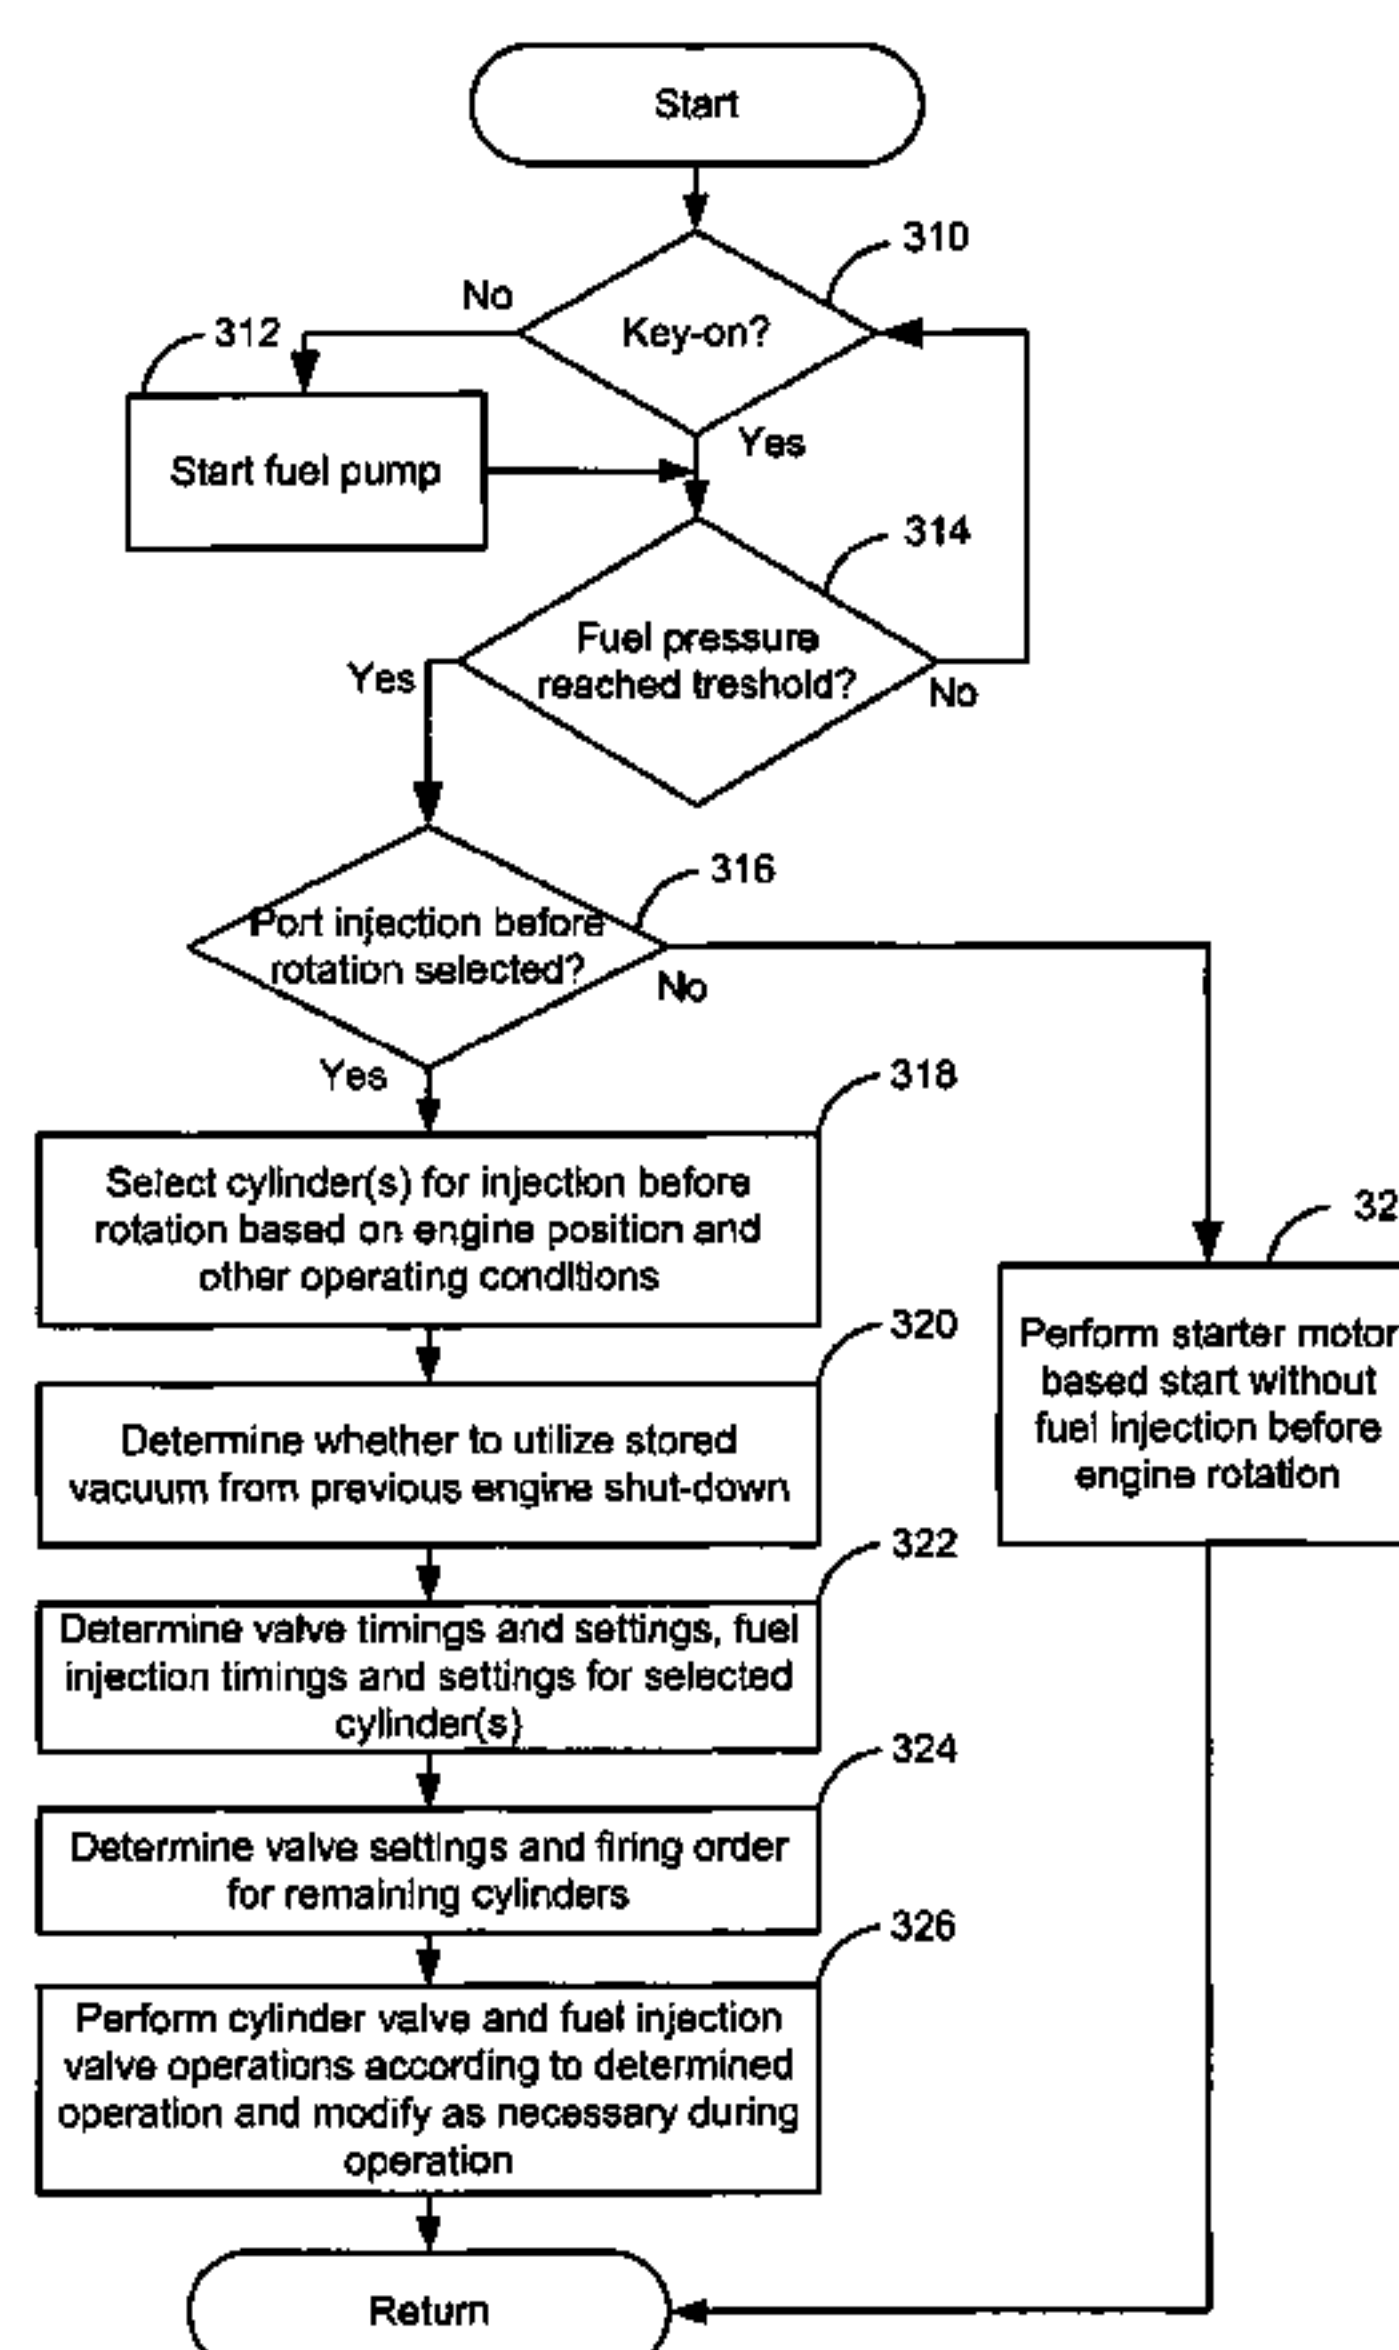 Start
310
No
Key-on?
312
Yes
Start fuel pump
314
Fuel pressure
reached treshold?
Yes
No
316
Port injection before
rotation selected?
No
Yes
318
Select cylinder(s) for injection before
rotation based on engine position and
other operating conditions
32
320
Perform starter motor
based start without
fuel injection before
engine rotation
Determine whether to utilize stored
vacuum from previous engine shut-down
322
Determine valve timings and settings, fuel
injection timings and settings for selected
cylinder(s)
324
Determine valve settings and firing order
for remaining cylinders
326
Perform cylinder valve and fuel injection
valve operations according to determined
operation and modify as necessary during
operation
Return